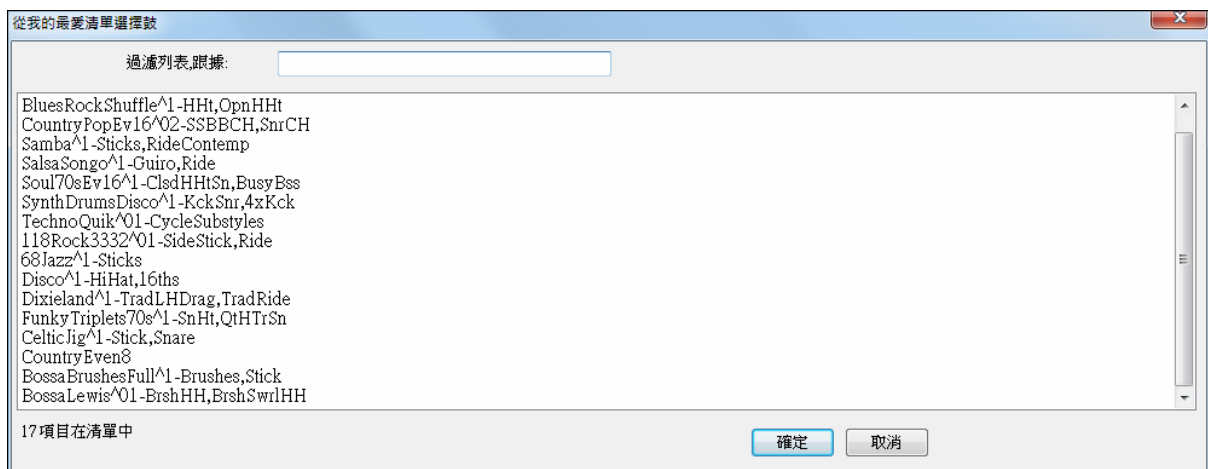 從我的最愛清單選擇鼓
過濾列表,跟據:
BluesRockShuffle^1-HHt,OpnHHt
CountryPopEv16^02-SSBBCH,SnrCH
Samba^1-Sticks,RideContemp
SalsaSongo^1-Guiro,Ride
Soul70sEv16^1-ClsdHHtSn,BusyBss
SynthDrumsDisco^1-KckSnr,4xKck
TechnoQuik^01-CycleSubstyles
118Rock3332^01-SideStick,Ride
68Jazz^1-Sticks
Disco^1-HiHat,16ths
Dixieland^1-TradLHDrag,TradRide
FunkyTriplets70s^1-SnHt,QtHTrSn
CelticJig^1-Stick,Snare
CountryEven8
BossaBrushesFull^1-Brushes,Stick
BossaLewis^01-BrshHH,BrshSwrlHH
17項目在清單中
確定 取消